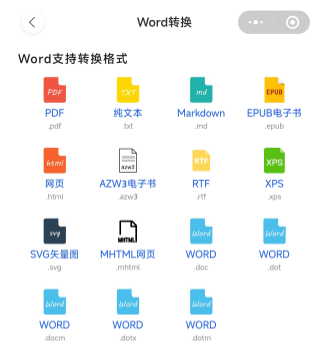 Word转换
Word支持转换格式
PDF TXT md EPUB
PDF 纯文本 Markdown EPUB电子书
.pdf .txt .md .epub
html azw3 RTF XPS
网页 AZW3电子书 RTF XPS
.html .azw3 .rtf .xps
svg MHTML Word Word
SVG矢量图 MHTML网页 WORD WORD
.svg .mhtml .doc .dot
Word Word Word
WORD WORD WORD
.docm .dotx .dotm